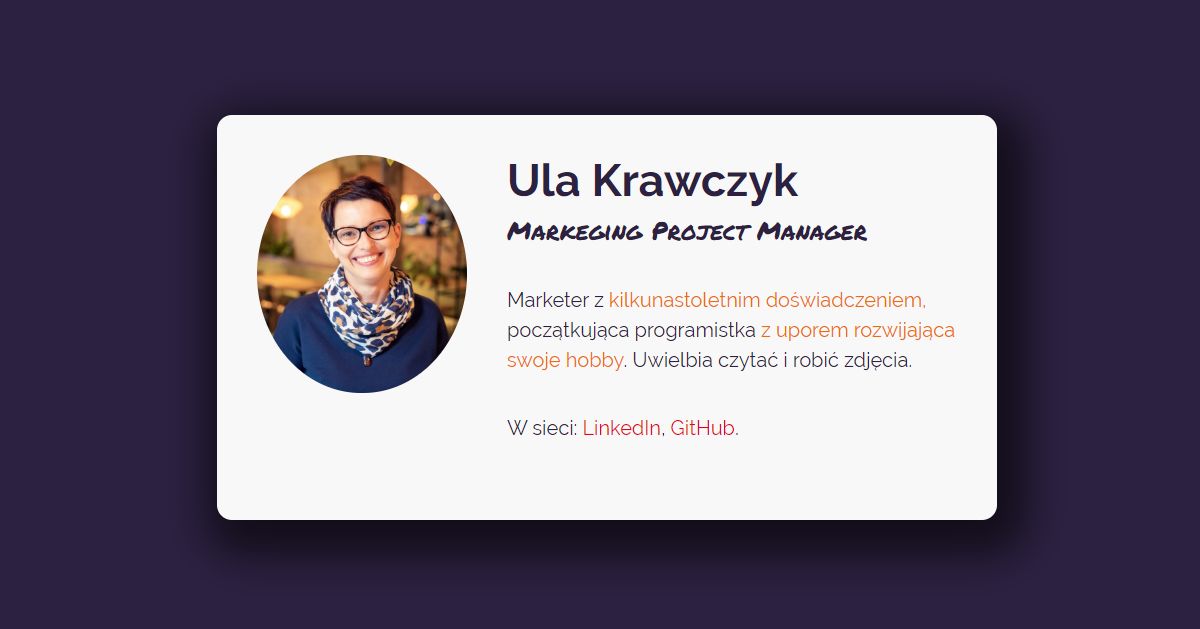 Ula Krawczyk
Markeging Project Manager
Marketer z kilkunastoletnim doświadczeniem,
początkująca programistka z uporem rozwijająca
swoje hobby. Uwielbia czytać i robić zdjęcia.
W sieci: LinkedIn, GitHub.